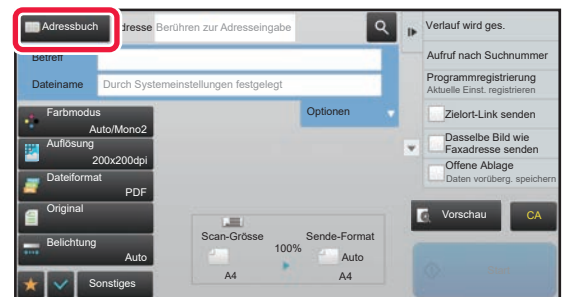 Adressbuch
dresse Berühren zur Adresseingabe
Betreff
Dateiname Durch Systemeinstellungen festgelegt
Optionen
Farbmodus
Auto/Mono2
Auflösung
200x200dpi
Dateiformat
PDF
Original
Belichtung
Auto
Sonstiges
Scan-Grösse
A4
100%
Sende-Format
Auto
A4
Verlauf wird ges.
Aufruf nach Suchnummer
Programmregistrierung
Aktuelle Einst. registrieren
Zielort-Link senden
Dasselbe Bild wie
Faxadresse senden
Offene Ablage
Daten vorüberg. speichern
Vorschau
CA